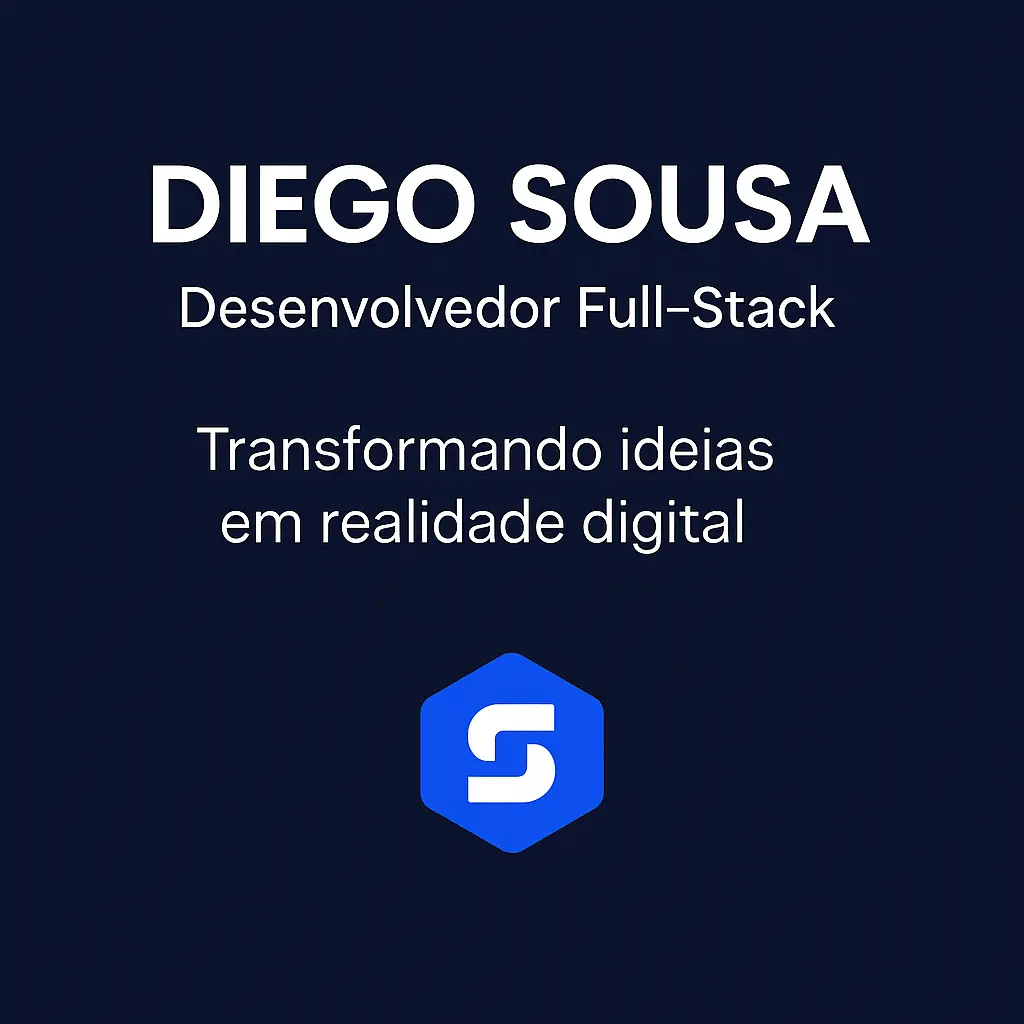 DIEGO SOUSA
Desenvolvedor Full-Stack
Transformando ideias
em realidade digital
S